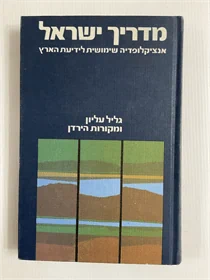 מדריך ישראל
אנציקלופדיה שימושית לידיעת הארץ
גליל עליון
ומקורות הירדן